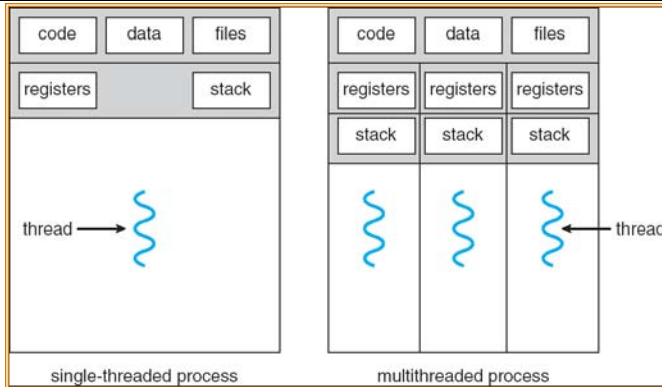 code data files code data files
registers stack registers registers registers
stack stack stack
thread thread
single-threaded process multithreaded process